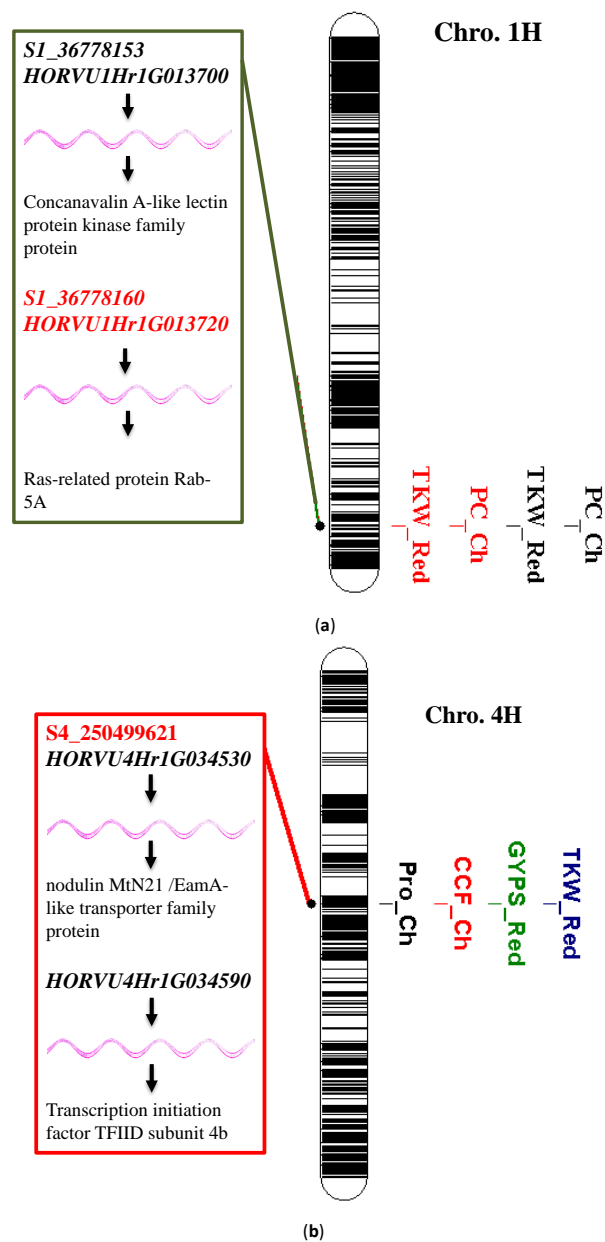 Chro. 1H
S1_36778153
HORVU1Hr1G013700
Concanavalin A-like lectin
protein kinase family
protein
S1_36778160
HORVU1Hr1G013720
Ras-related protein Rab-
5A
TKW_Red
PC_Ch
TKW_Red
PC_Ch
(a)
Chro. 4H
S4_250499621
HORVU4Hr1G034530
nodulin MtN21 /EamA-
like transporter family
protein
HORVU4Hr1G034590
Transcription initiation
factor TFIID subunit 4b
Pro_Ch
CCF_Ch
GYPS_Red
TKW_Red
(b)